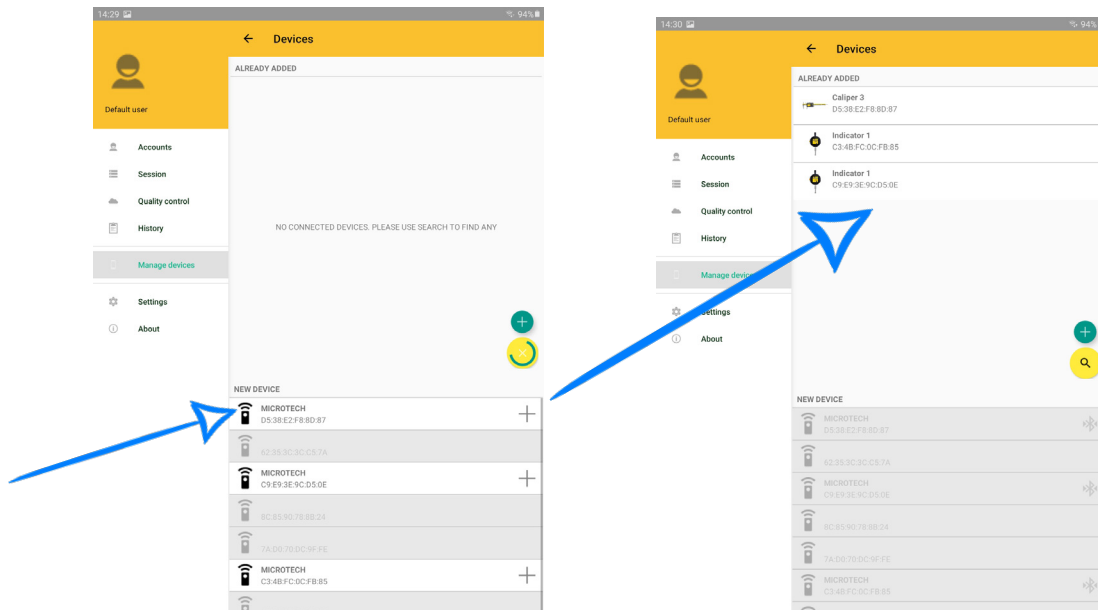 14:29
94%
Devices
Default user
Accounts
Session
Quality control
History
Manage devices
Settings
About
ALREADY ADDED
NO CONNECTED DEVICES. PLEASE USE SEARCH TO FIND ANY
NEW DEVICE
MICROTECH
D5:38:E2:F8:8D:87
62:35:3C:3C:C5:7A
MICROTECH
C9:E9:3E:9C:D5:0E
8C:85:90:78:8B:24
7A:D0:70:DC:9F:FE
MICROTECH
C3:4B:FC:0C:FB:85
14:30
94%
Devices
Default user
Accounts
Session
Quality control
History
Manage
Settings
About
ALREADY ADDED
Caliper 3
D5:38:E2:F8:8D:87
Indicator 1
C3:4B:FC:0C:FB:85
Indicator 1
C9:E9:3E:9C:D5:0E
NEW DEVICE
MICROTECH
D5:38:E2:F8:8D:87
62:35:3C:3C:C5:7A
MICROTECH
C9:E9:3E:9C:D5:0E
8C:85:90:78:8B:24
7A:D0:70:DC:9F:FE
MICROTECH
C3:4B:FC:0C:FB:85